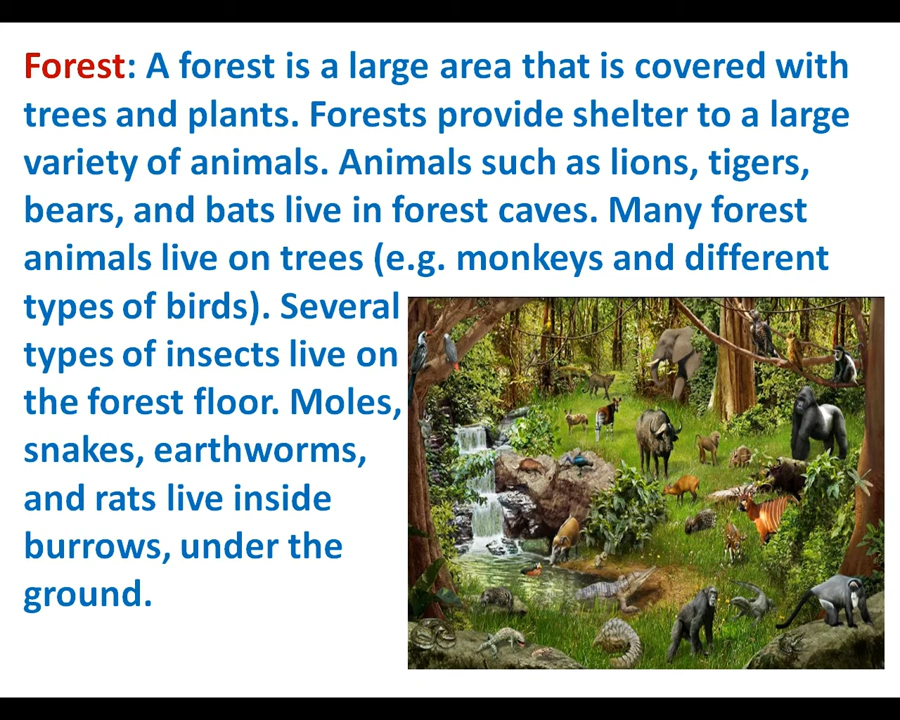 Forest: A forest is a large area that is covered with
trees and plants. Forests provide shelter to a large
variety of animals. Animals such as lions, tigers,
bears, and bats live in forest caves. Many forest
animals live on trees (e.g. monkeys and different
types of birds). Several
types of insects live on
the forest floor. Moles,
snakes, earthworms,
and rats live inside
burrows, under the
ground.